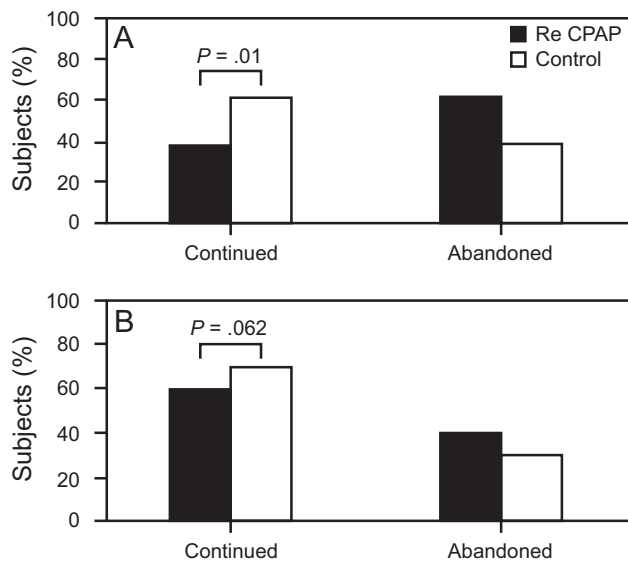 A
Re CPAP
Control
P = .01
Subjects (%)
100
80
60
40
20
0
Continued
Abandoned
B
P = .062
Subjects (%)
100
80
60
40
20
0
Continued
Abandoned